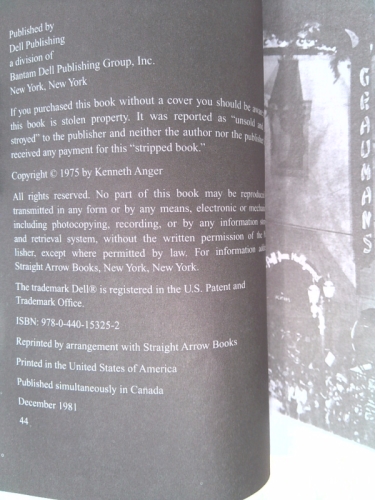 Published by
Dell Publishing
a division of
Bantam Dell Publishing Group, Inc.
New York, New York
If you purchased this book without a cover you should be
this book is stolen property. It was reported as "unsold and
stroyed" to the publisher and neither the author nor the publisher
received any payment for this "stripped book."
Copyright © 1975 by Kenneth Anger
All rights reserved. No part of this book may be reproduced
transmitted in any form or by any means, electronic or
including photocopying, recording, or by any information
and retrieval system, without the written permission of the
lisher, except where permitted by law. For information
Straight Arrow Books, New York, New York.
The trademark Dell® is registered in the U.S. Patent and
Trademark Office.
ISBN: 978-0-440-15325-2
Reprinted by arrangement with Straight Arrow Books
Printed in the United States of America
Published simultaneously in Canada
December 1981
44
GRAUMANS